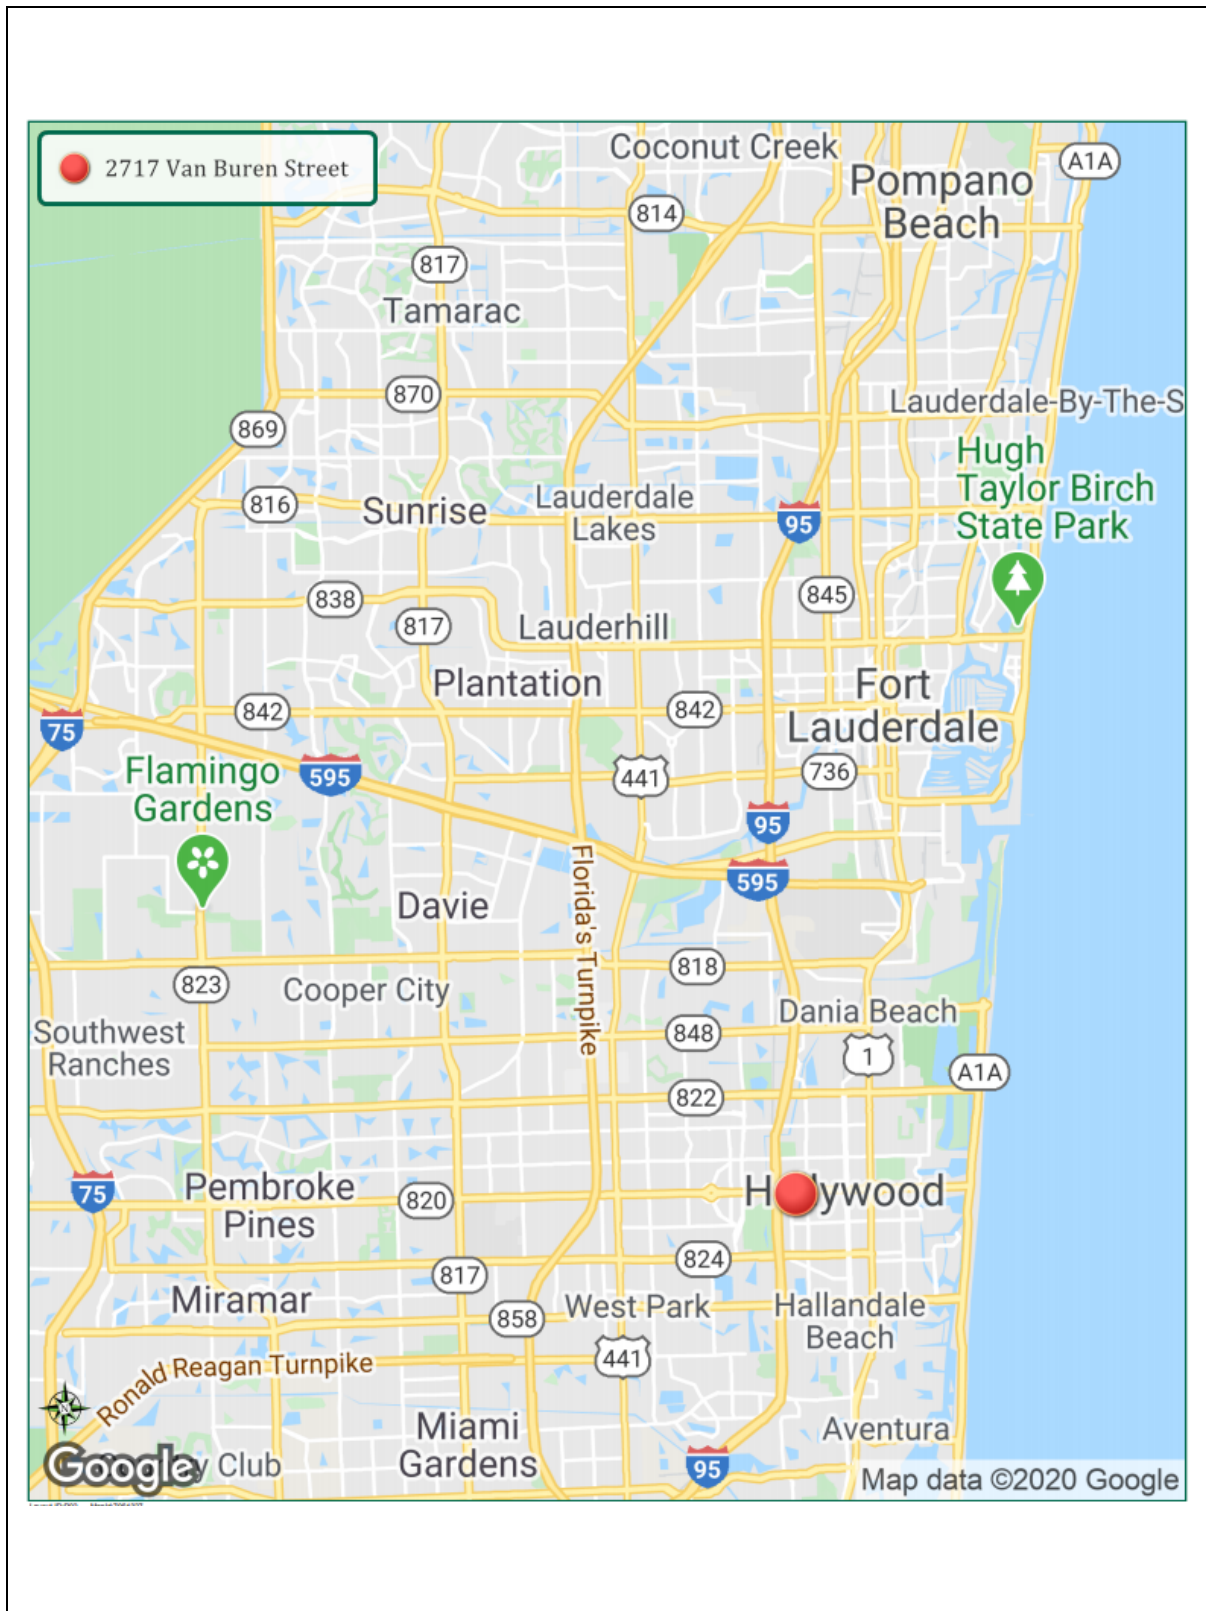 2717 Van Buren Street
Coconut Creek
A1A
Pompano
Beach
814
817
Tamarac
870
Lauderdale-By-The-S
869
Hugh
Taylor Birch
State Park
816
Sunrise
Lauderdale
Lakes
95
838
845
817
Lauderhill
Plantation
Fort
Lauderdale
842
842
75
Flamingo
Gardens
595
441
736
95
595
Florida's Turnpike
Davie
818
823
Cooper City
Dania Beach
Southwest
Ranches
848
1
A1A
822
75
Pembroke
Pines
820
H lywood
824
817
Miramar
858
West Park
Hallandale
Beach
441
Ronald Reagan Turnpike
N
Miami
Gardens
Aventura
Google
y Club
95
Map data ©2020 Google